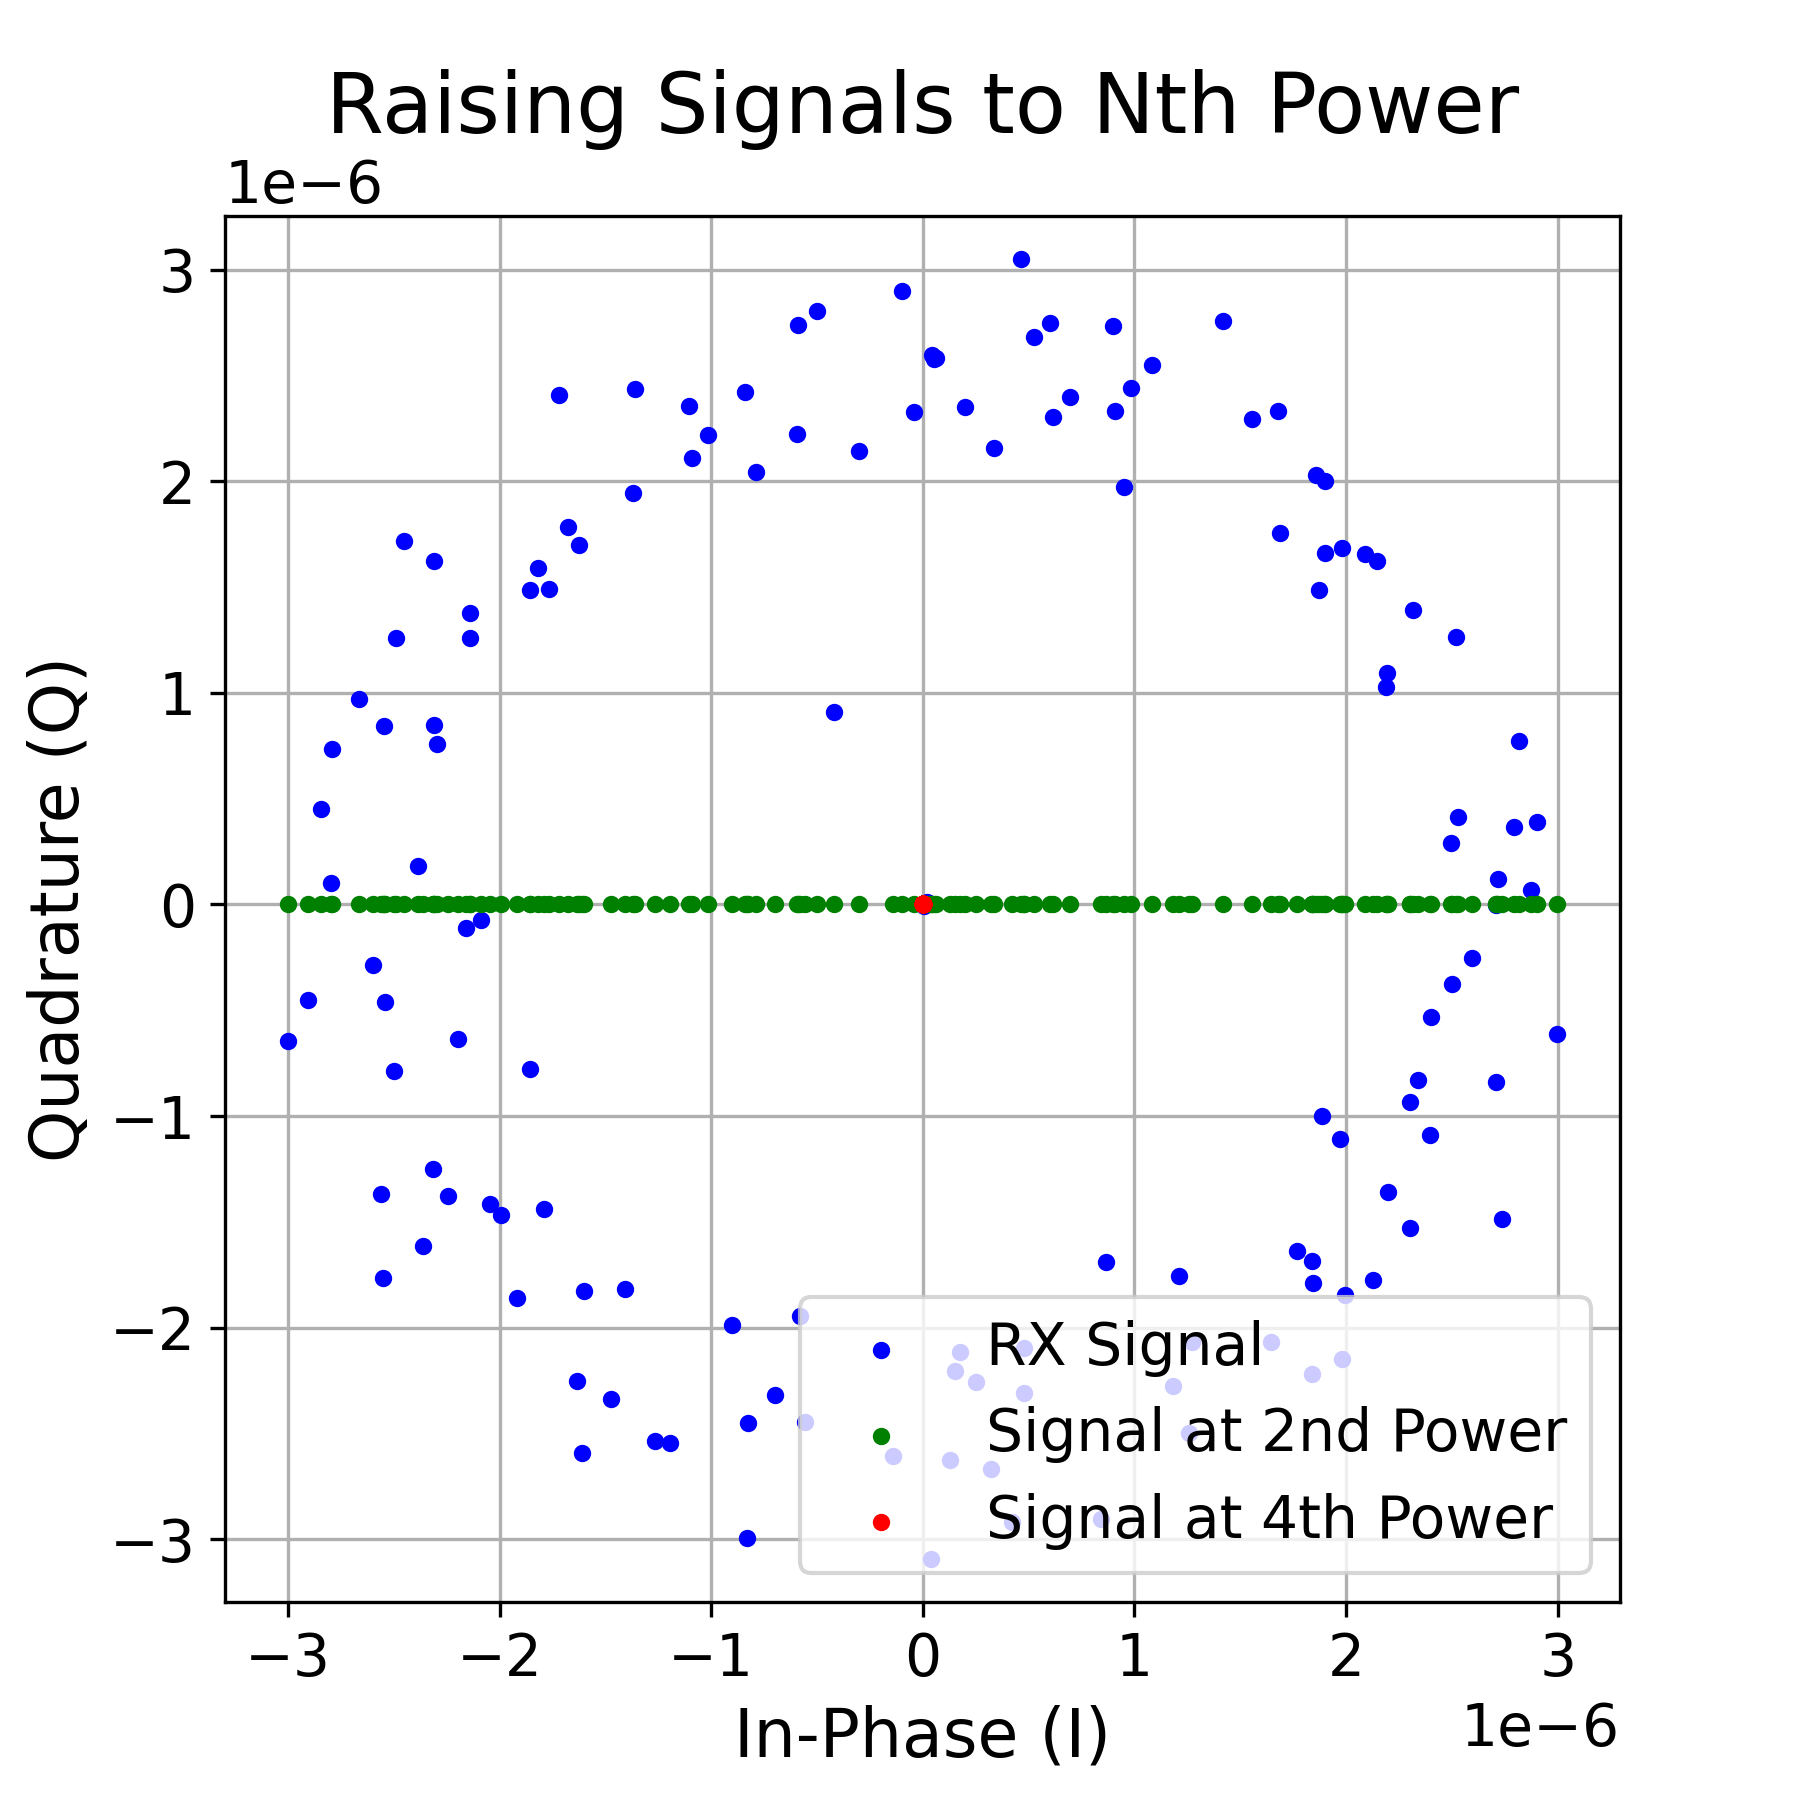 Raising Signals to Nth Power
1e−6
3
2
1
0
−1
−2
−3
Quadrature (Q)
RX Signal
Signal at 2nd Power
Signal at 4th Power
−3 −2 −1 0 1 2 3
In-Phase (I)
1e−6